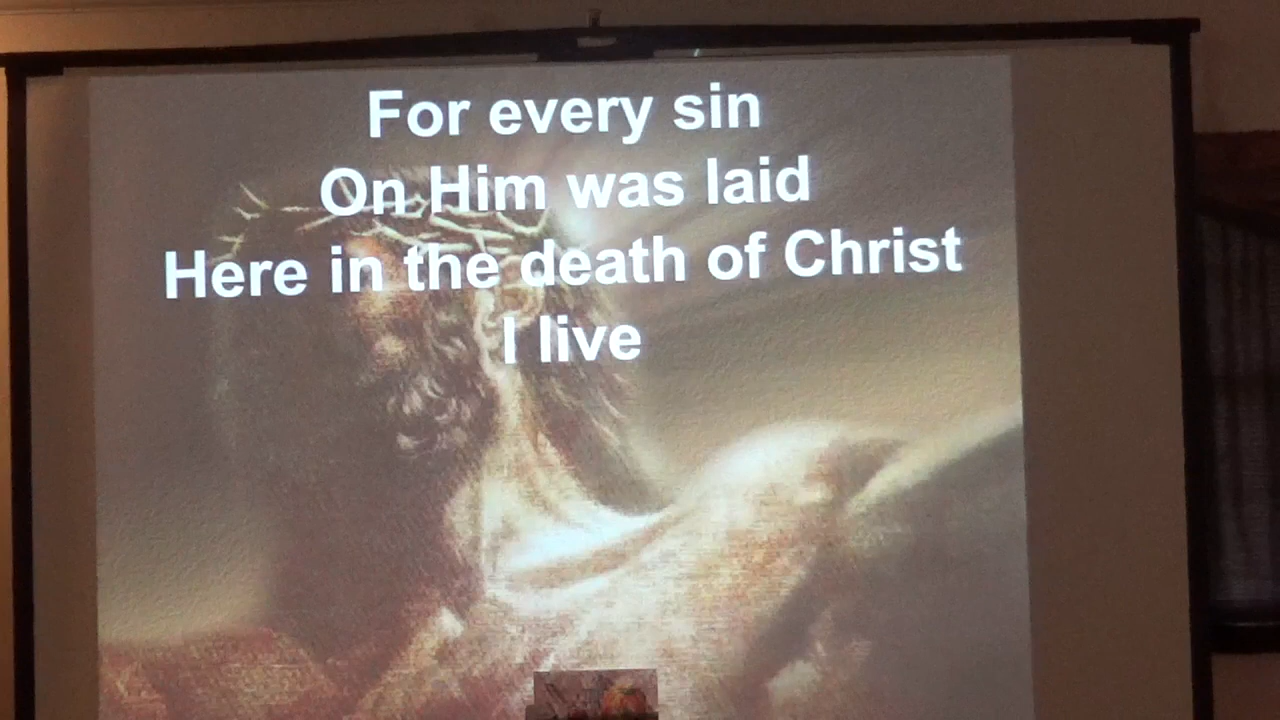 For every sin
On Him was laid
Here in the death of Christ
I live